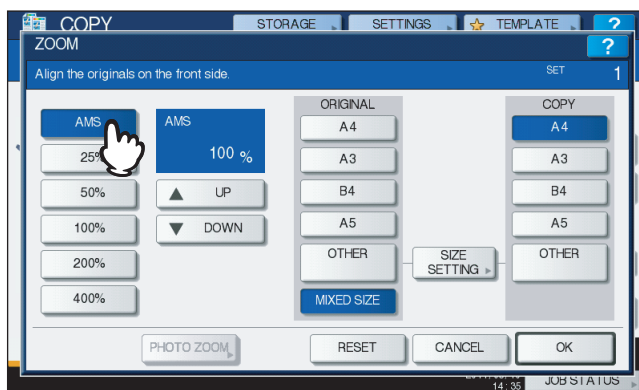 COPY
STORAGE SETTINGS TEMPLATE ?
ZOOM ?
Align the originals on the front side. SET 1
ORIGINAL COPY
AMS AMS A4 A4
100 %
A3 A3
50% UP B4 B4
100% DOWN A5 A5
200% OTHER SIZE SETTING OTHER
400% MIXED SIZE
PHOTO ZOOM RESET CANCEL OK
14:35 JOB STATUS